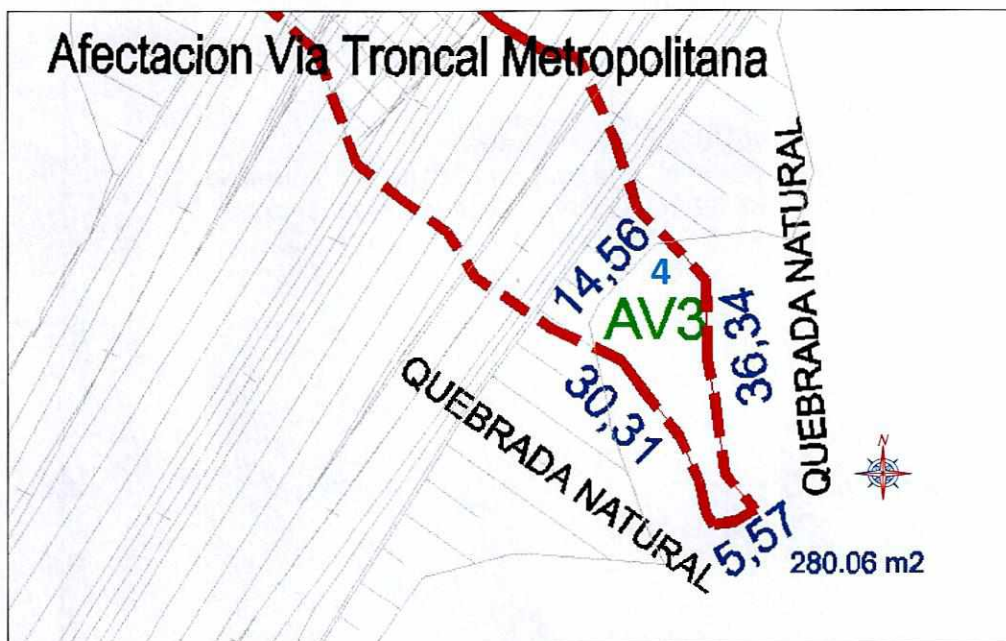 Afectacion Via Troncal Metropolitana
QUEBRADA NATURAL
14,56
4
AV3
36,34
30,31
QUEBRADA NATURAL
N
5,57
280.06 m2